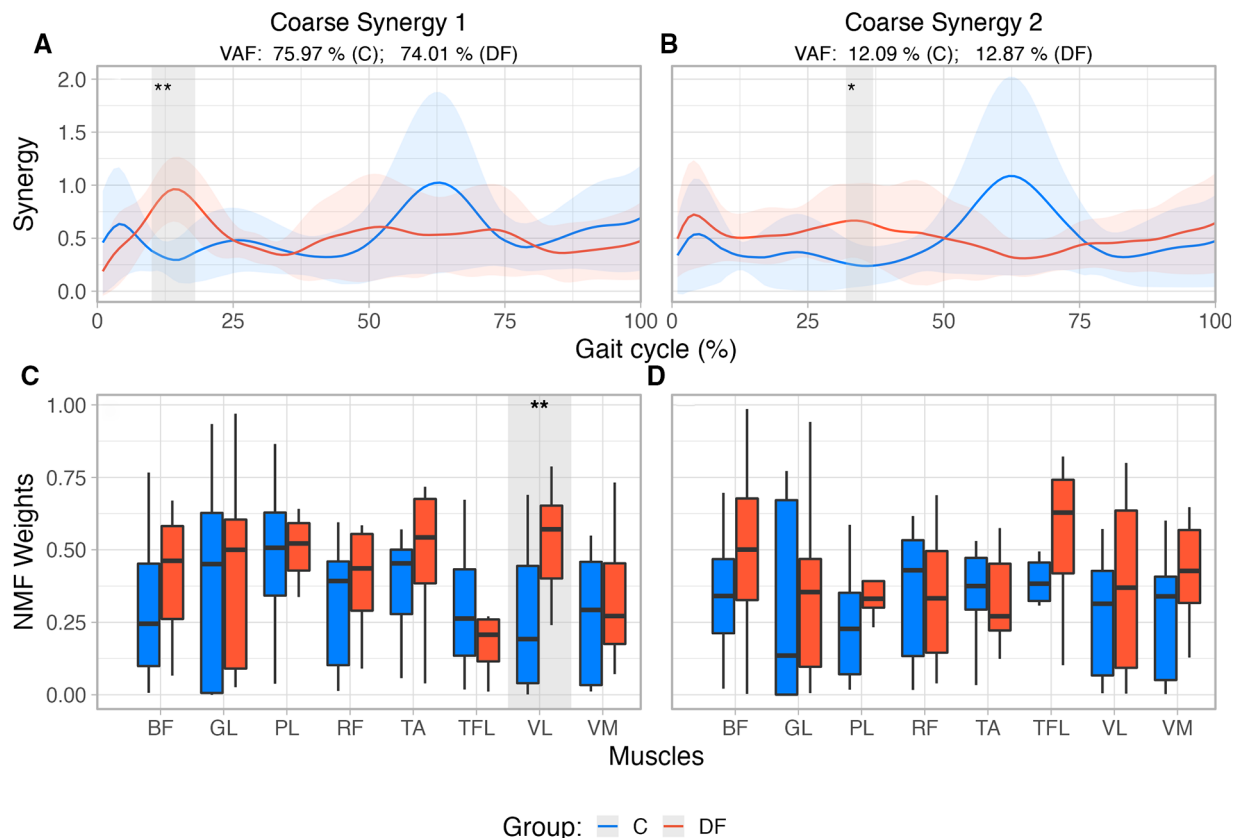 Coarse Synergy 1
Coarse Synergy 2
A
VAF: 75.97 % (C); 74.01 % (DF)
B
VAF: 12.09 % (C); 12.87 % (DF)
Synergy
2.0
1.5
1.0
0.5
0.0
**
*
0
25
50
75
100
0
25
50
75
100
Gait cycle (%)
C
D
NMF Weights
1.00
0.75
0.50
0.25
0.00
**
BF
GL
PL
RF
TA
TFL
VL
VM
BF
GL
PL
RF
TA
TFL
VL
VM
Muscles
Group: C DF